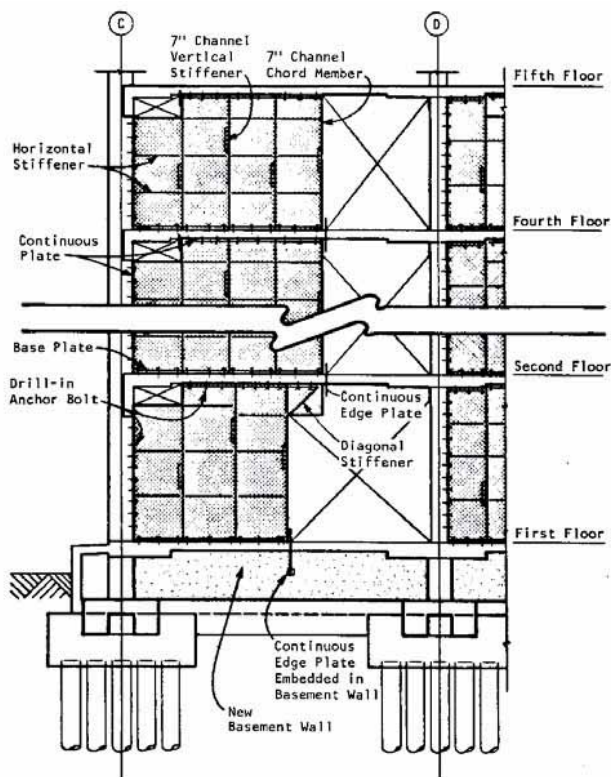 C
D
7" Channel
Vertical
Stiffener
7" Channel
Chord Member
Fifth Floor
Horizontal
Stiffener
Fourth Floor
Continuous
Plate
Base Plate
Second Floor
Drill-in
Anchor Bolt
Continuous
Edge Plate
Diagonal
Stiffener
First Floor
Continuous
Edge Plate
Embedded in
Basement Wall
New
Basement Wall